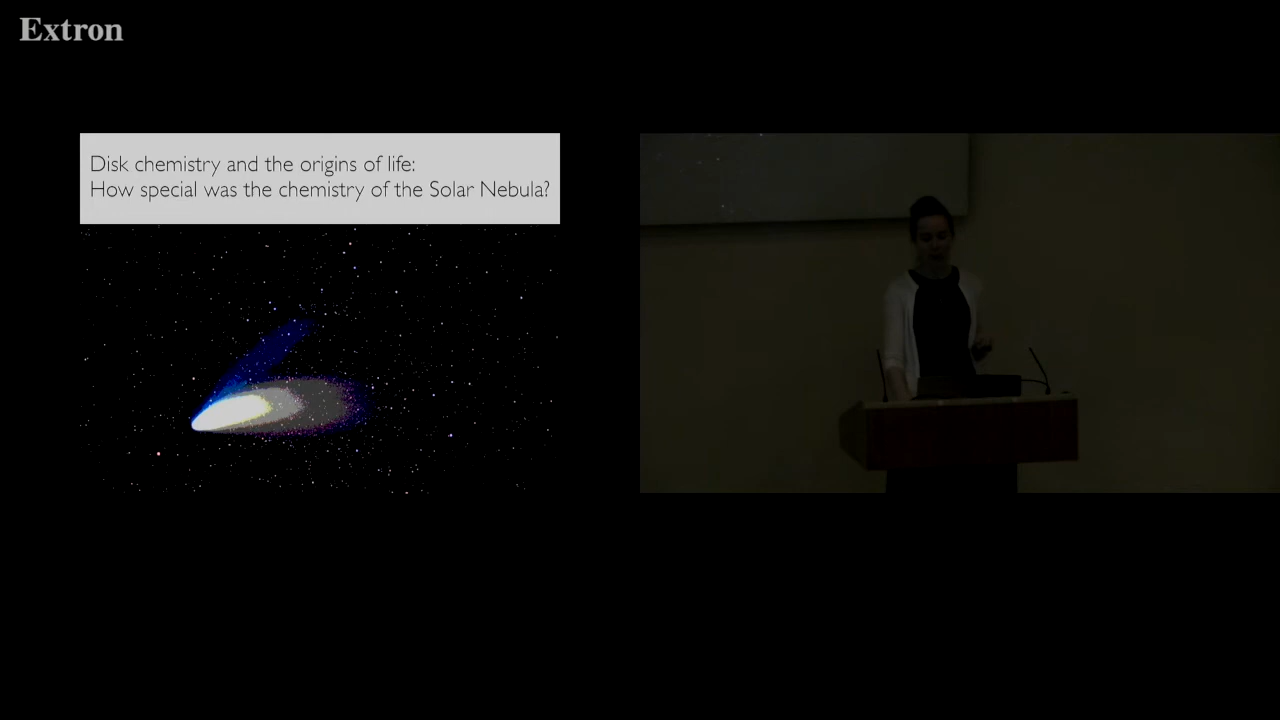 Extron
Disk chemistry and the origins of life:
How special was the chemistry of the Solar Nebula?